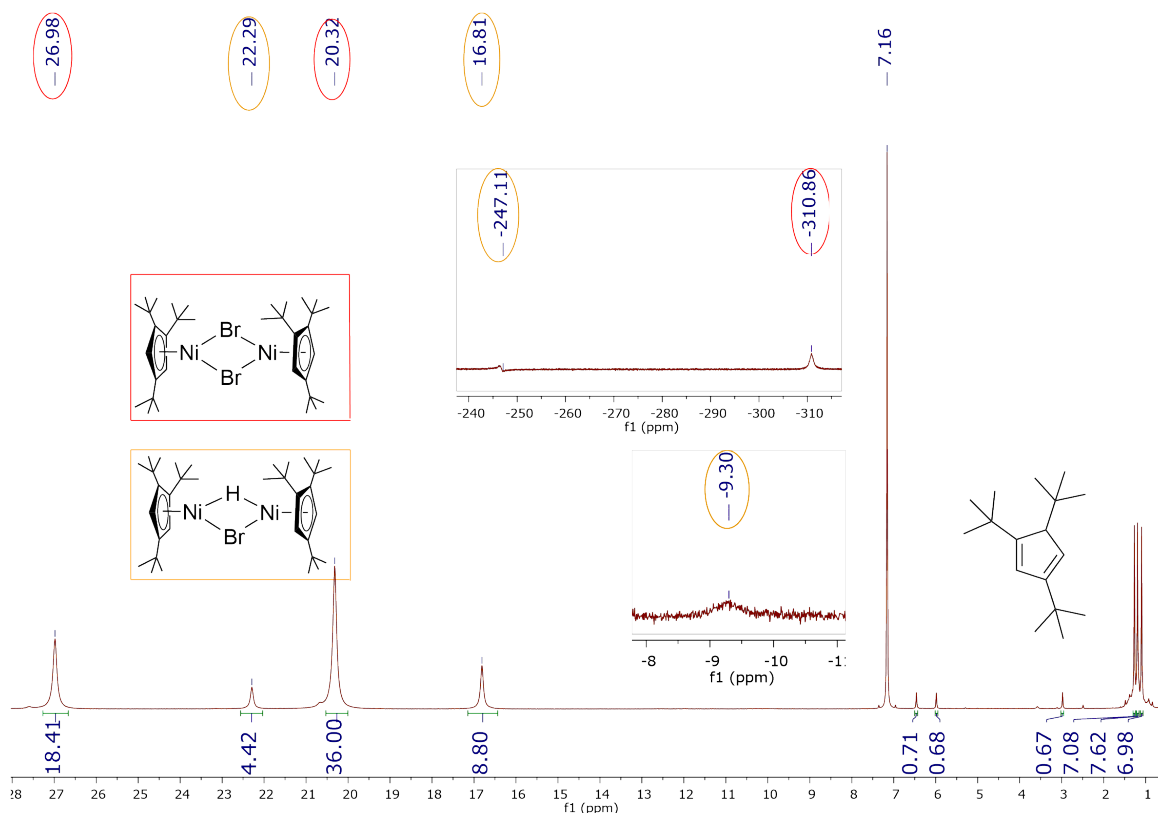 26.98
22.29
20.32
16.81
7.16
-247.11
-310.86
-240 -250 -260 -270 -280 -290 -300 -310
f1 (ppm)
Br
Ni Ni
Br
H
Ni Ni
Br
-9.30
-8 -9 -10 -11
f1 (ppm)
18.41
4.42
36.00
8.80
0.71
0.68
0.67
7.08
7.62
6.98
28 27 26 25 24 23 22 21 20 19 18 17 16 15 14 13 12 11 10 9 8 7 6 5 4 3 2 1
f1 (ppm)